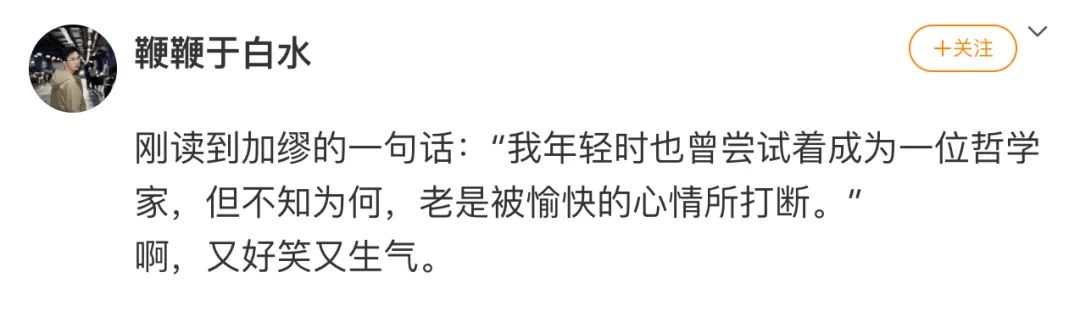 鞭鞭于白水
+关注
刚读到加缪的一句话：“我年轻时也曾尝试着成为一位哲学
家，但不知为何，老是被愉快的心情所打断。”
啊，又好笑又生气。